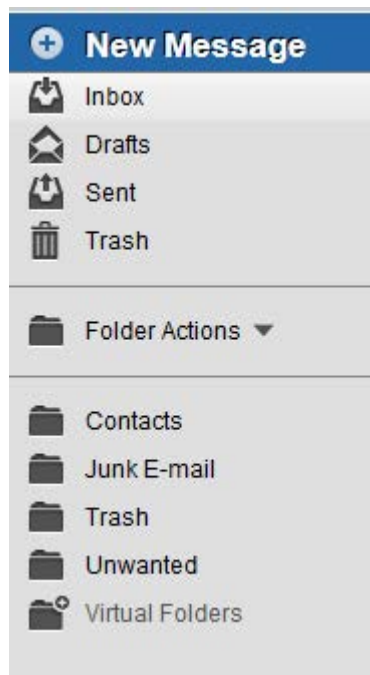 New Message
Inbox
Drafts
Sent
Trash
Folder Actions
Contacts
Junk E-mail
Trash
Unwanted
Virtual Folders